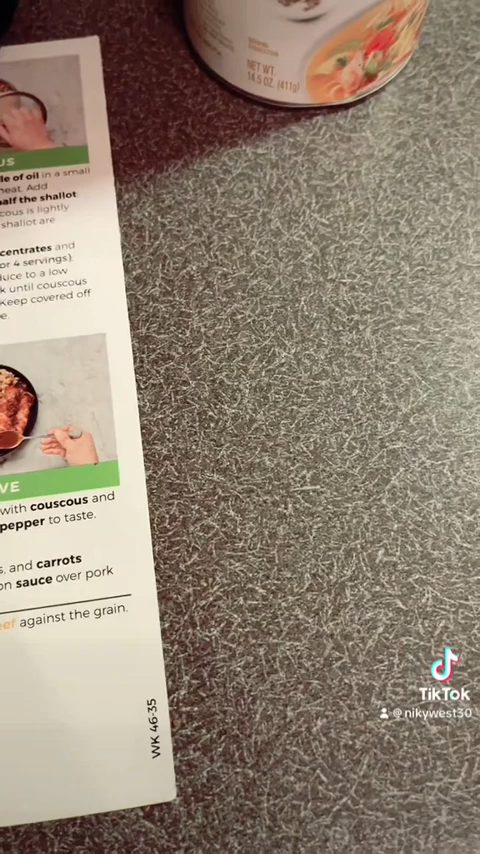 NET WT.
14.5 OZ. (411g)
US
le of oil in a small
heat. Add
half the shallot
cous is lightly
shallot are
centrates and
or 4 servings);
duce to a low
k until couscous
Keep covered off
e.
VE
with couscous and
pepper to taste.
s, and carrots
on sauce over pork
eef against the grain.
WK 46-35
TikTok
@nikywest30